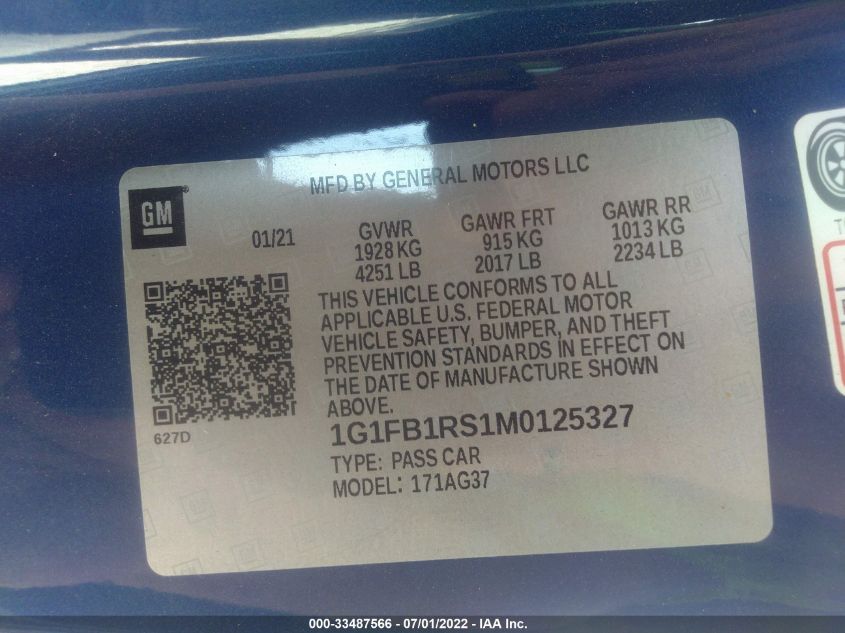 MFD BY GENERAL MOTORS LLC
GM
01/21
GVWR
1928 KG
4251 LB
GAWR FRT
915 KG
2017 LB
GAWR RR
1013 KG
2234 LB
THIS VEHICLE CONFORMS TO ALL
APPLICABLE U.S. FEDERAL MOTOR
VEHICLE SAFETY, BUMPER, AND THEFT
PREVENTION STANDARDS IN EFFECT ON
THE DATE OF MANUFACTURE SHOWN
ABOVE.
627D
1G1FB1RS1M0125327
TYPE: PASS CAR
MODEL: 171AG37
000-33487566 - 07/01/2022 - IAA Inc.